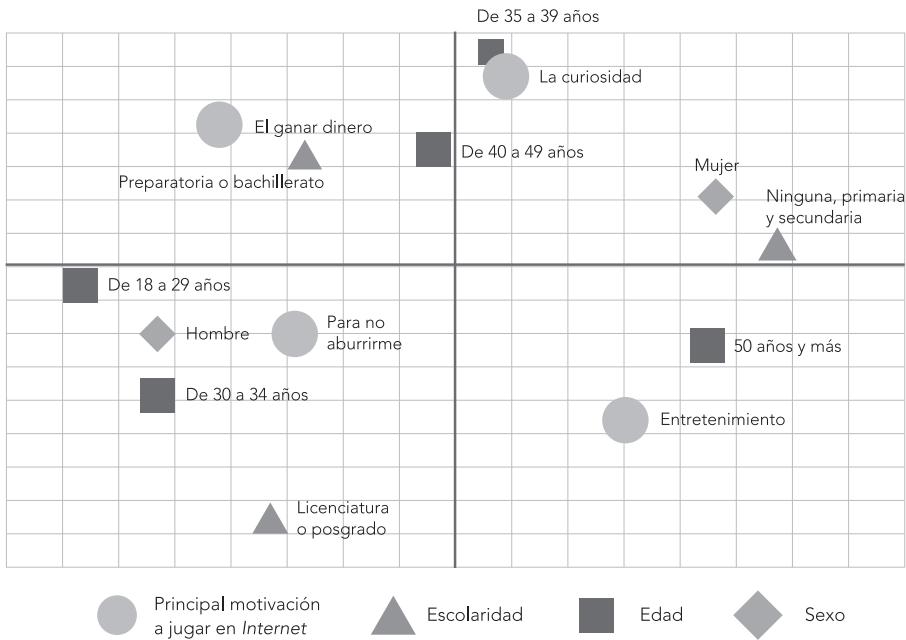 De 35 a 39 años
La curiosidad
El ganar dinero
De 40 a 49 años
Preparatoria o bachillerato
Mujer
Ninguna, primaria
y secundaria
De 18 a 29 años
Hombre
Para no
aburrirme
50 años y más
De 30 a 34 años
Entretenimiento
Licenciatura
o posgrado
Principal motivación
a jugar en Internet
Escolaridad
Edad
Sexo